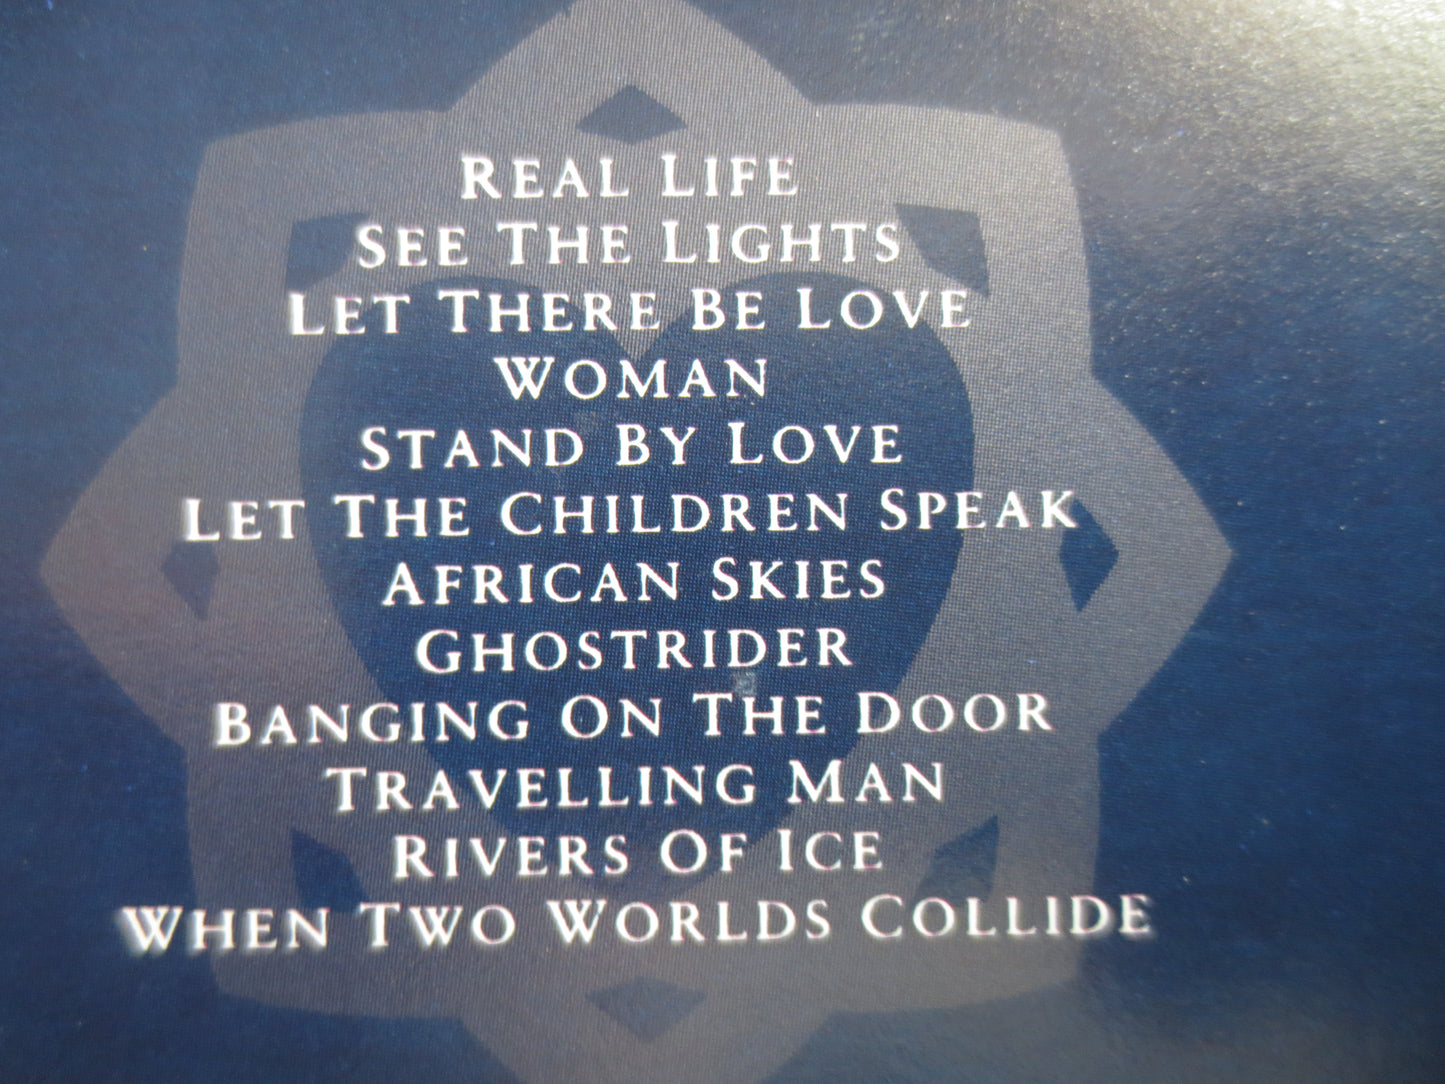 REAL LIFE
SEE THE LIGHTS
LET THERE BE LOVE
WOMAN
STAND BY LOVE
LET THE CHILDREN SPEAK
AFRICAN SKIES
GHOSTRIDER
BANGING ON THE DOOR
TRAVELLING MAN
RIVERS OF ICE
WHEN TWO WORLDS COLLIDE